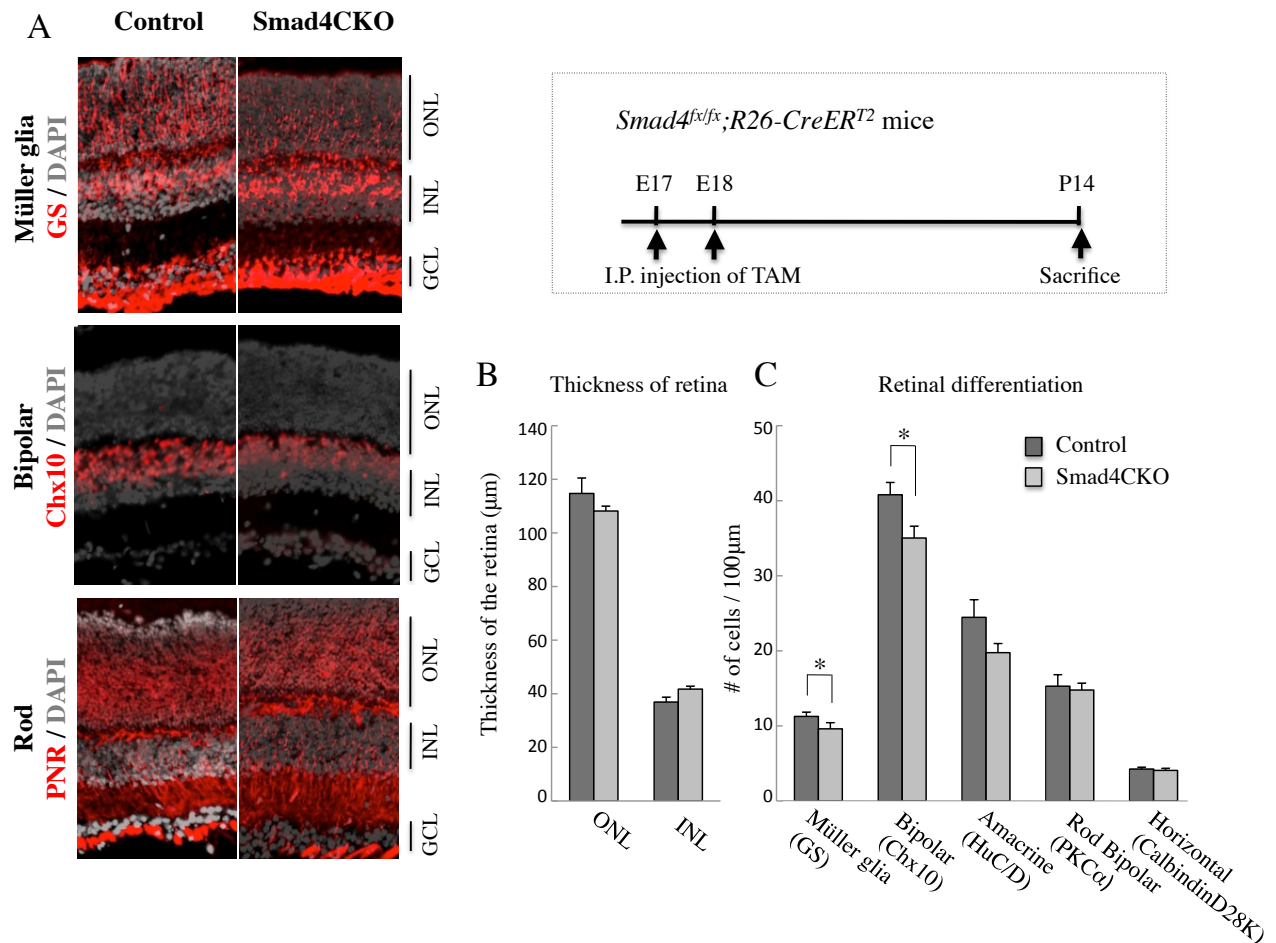 A
Control
Smad4CKO
Müller glia
GS / DAPI
ONL
INL
GCL
Bipolar
Chx10 / DAPI
ONL
INL
GCL
Rod
PNR / DAPI
ONL
INL
GCL
Smad4fx/fx;R26-CreERT2 mice
E17
E18
P14
I.P. injection of TAM
Sacrifice
B
Thickness of retina
Thickness of the retina (μm)
140
120
100
80
60
40
20
0
ONL
INL
C
Retinal differentiation
# of cells / 100μm
50
40
30
20
10
0
Control
Smad4CKO
*
*
Müller glia
(GS)
Bipolar
(Chx10)
Amacrine
(HuC/D)
Rod Bipolar
(PKCα)
Horizontal
(CalbindinD28K)